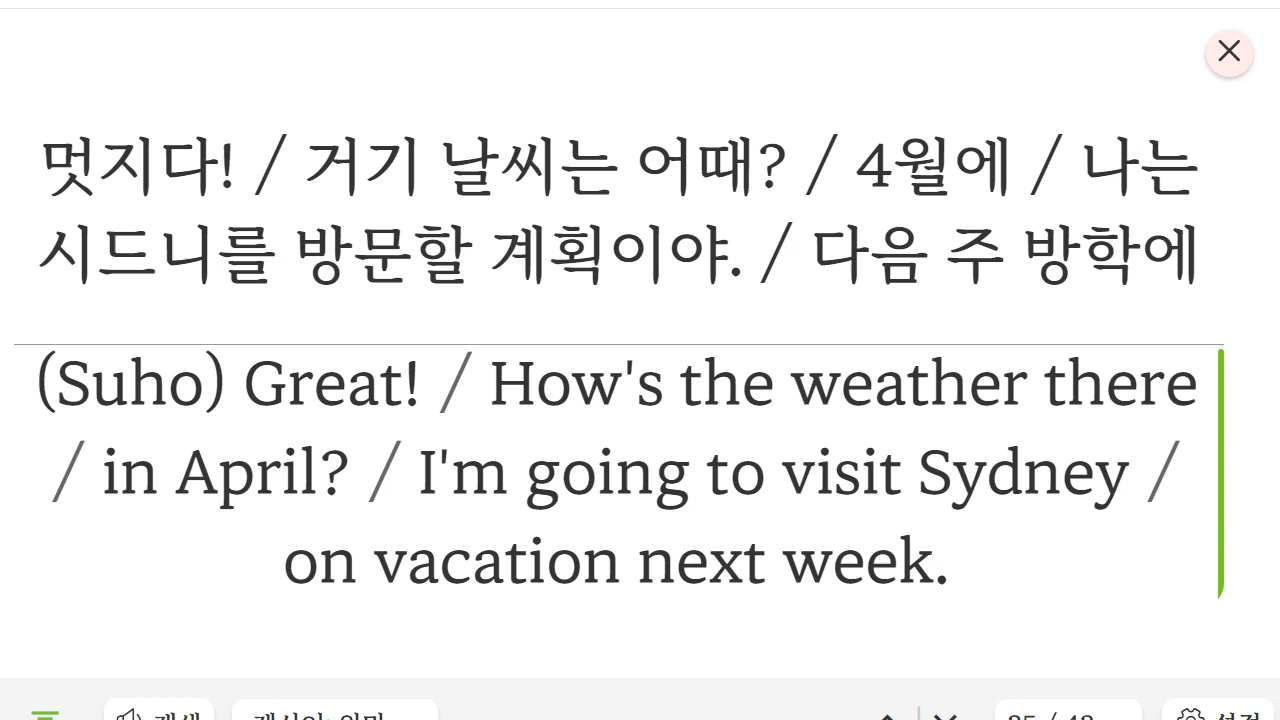 멋지다! / 거기 날씨는 어때? / 4월에 / 나는
시드니를 방문할 계획이야. / 다음 주 방학에
(Suho) Great! / How's the weather there
/ in April? / I'm going to visit Sydney /
on vacation next week.